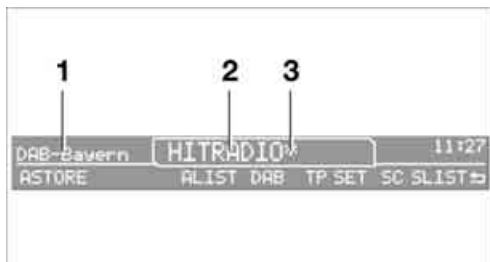 1 2 3
DAB-Bayern HITRADIO* 11:27
ASTORE ALIST DAB TP SET SC SLIST